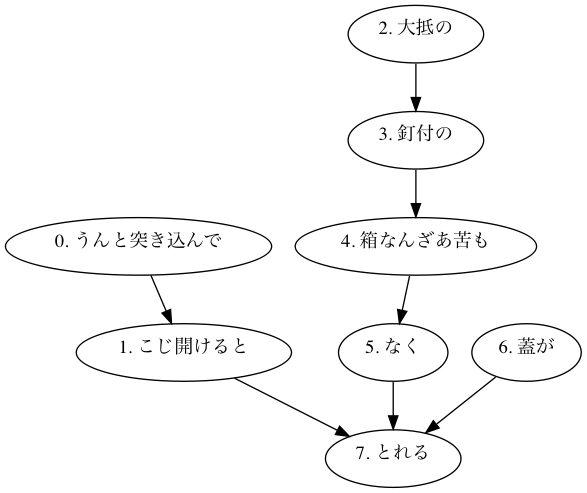 2. 大抵の
3. 釘付の
0. うんと突き込んで
4. 箱なんざあ苦も
1. こじ開けると
5. なく
6. 蓋が
7. とれる